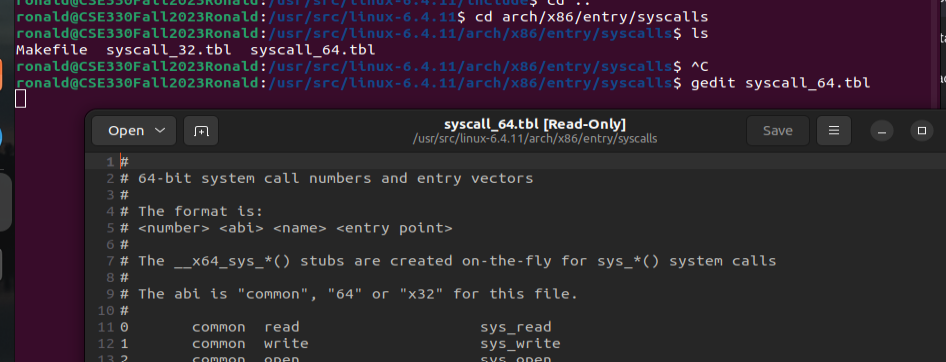 ronald@CSE330Fall2023Ronald:/usr/src/linux-6.4.11/include$ cd ..
ronald@CSE330Fall2023Ronald:/usr/src/linux-6.4.11$ cd arch/x86/entry/syscalls
ronald@CSE330Fall2023Ronald:/usr/src/linux-6.4.11/arch/x86/entry/syscalls$ ls
Makefile  syscall_32.tbl  syscall_64.tbl
ronald@CSE330Fall2023Ronald:/usr/src/linux-6.4.11/arch/x86/entry/syscalls$ ^C
ronald@CSE330Fall2023Ronald:/usr/src/linux-6.4.11/arch/x86/entry/syscalls$ gedit syscall_64.tbl
Open
syscall_64.tbl [Read-Only]
/usr/src/linux-6.4.11/arch/x86/entry/syscalls
Save
1 #
2 # 64-bit system call numbers and entry vectors
3 #
4 # The format is:
5 # <number> <abi> <name> <entry point>
6 #
7 # The __x64_sys_*() stubs are created on-the-fly for sys_*() system calls
8 #
9 # The abi is "common", "64" or "x32" for this file.
10 #
11 0       common  read                    sys_read
12 1       common  write                   sys_write
13 2       common  open                    sys_open